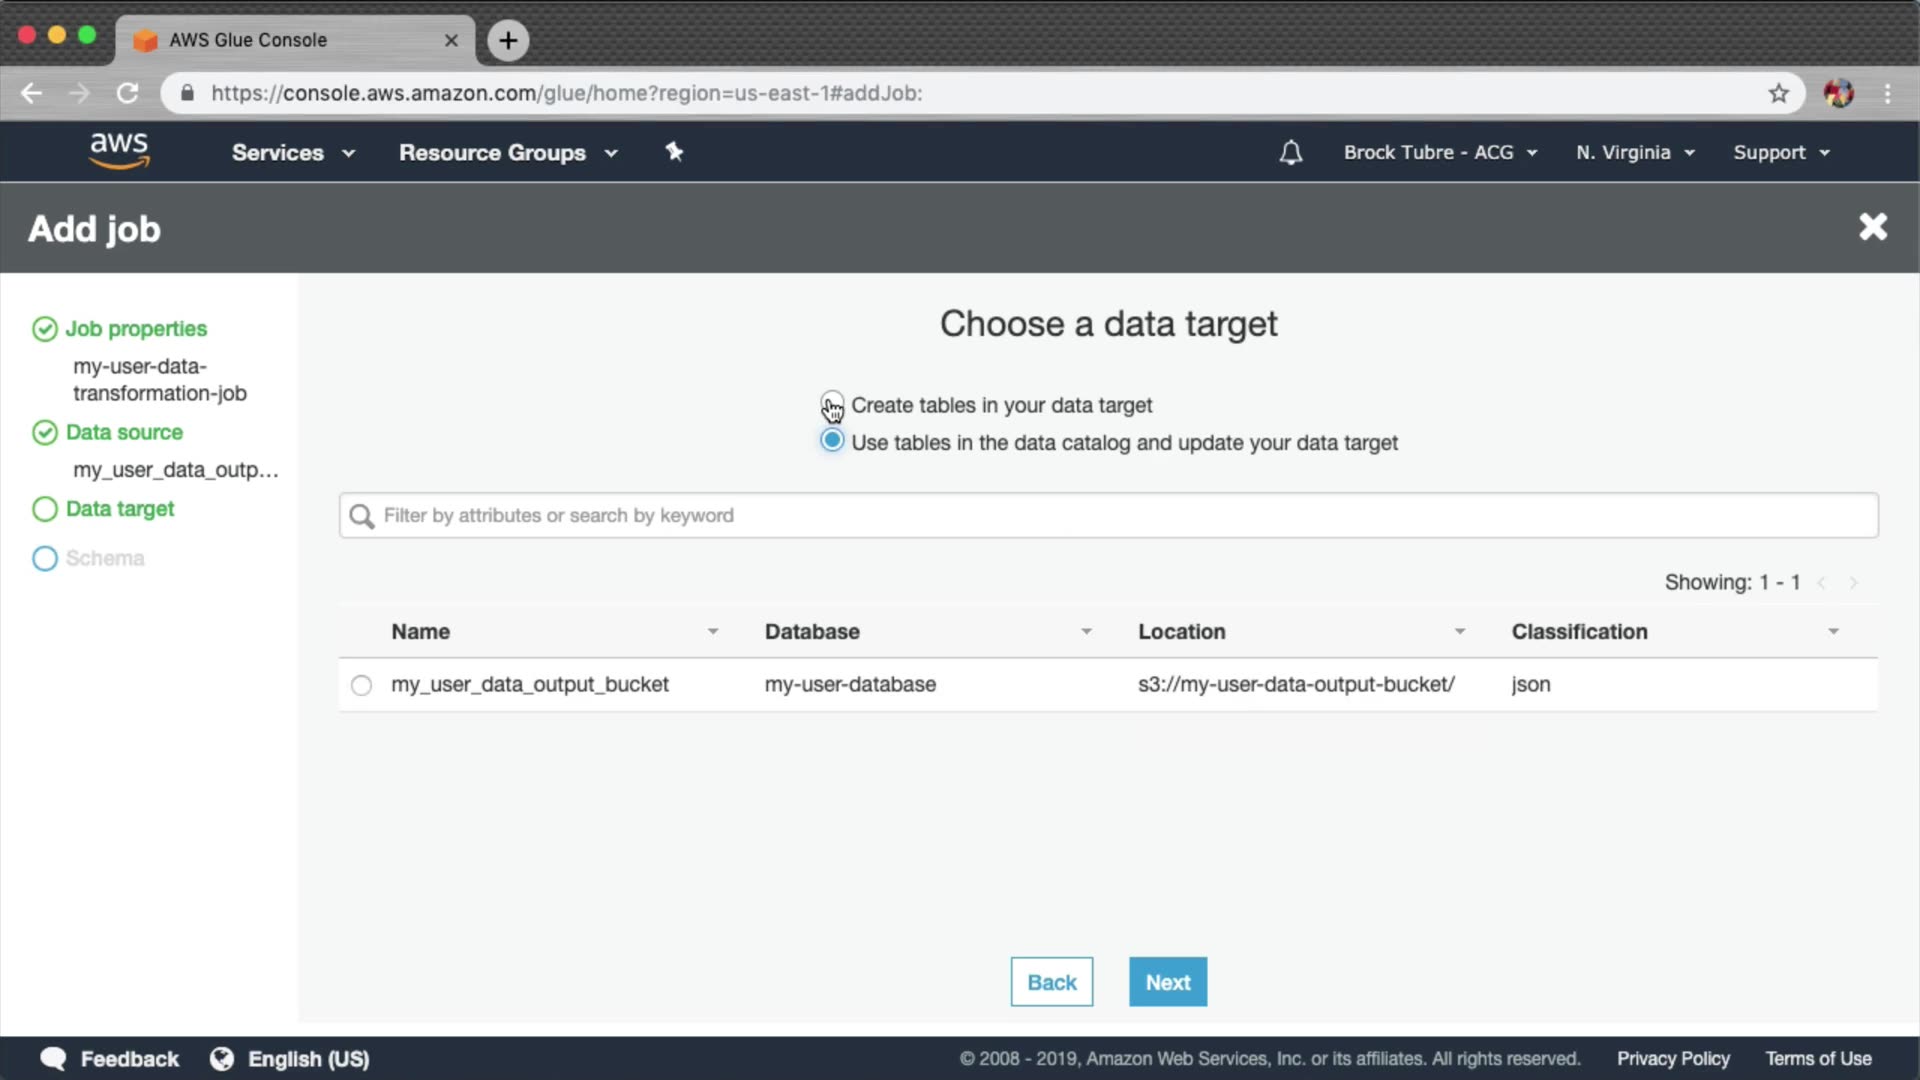 AWS Glue Console
https://console.aws.amazon.com/glue/home?region=us-east-1#addJob:
aws Services Resource Groups Brock Tubre - ACG N. Virginia Support
Add job
Job properties
my-user-data-
transformation-job
Data source
my_user_data_outp...
Data target
Schema
Choose a data target
Create tables in your data target
Use tables in the data catalog and update your data target
Filter by attributes or search by keyword
Showing: 1 - 1
Name Database Location Classification
my_user_data_output_bucket my-user-database s3://my-user-data-output-bucket/ json
Back Next
Feedback English (US) © 2008 - 2019, Amazon Web Services, Inc. or its affiliates. All rights reserved. Privacy Policy Terms of Use